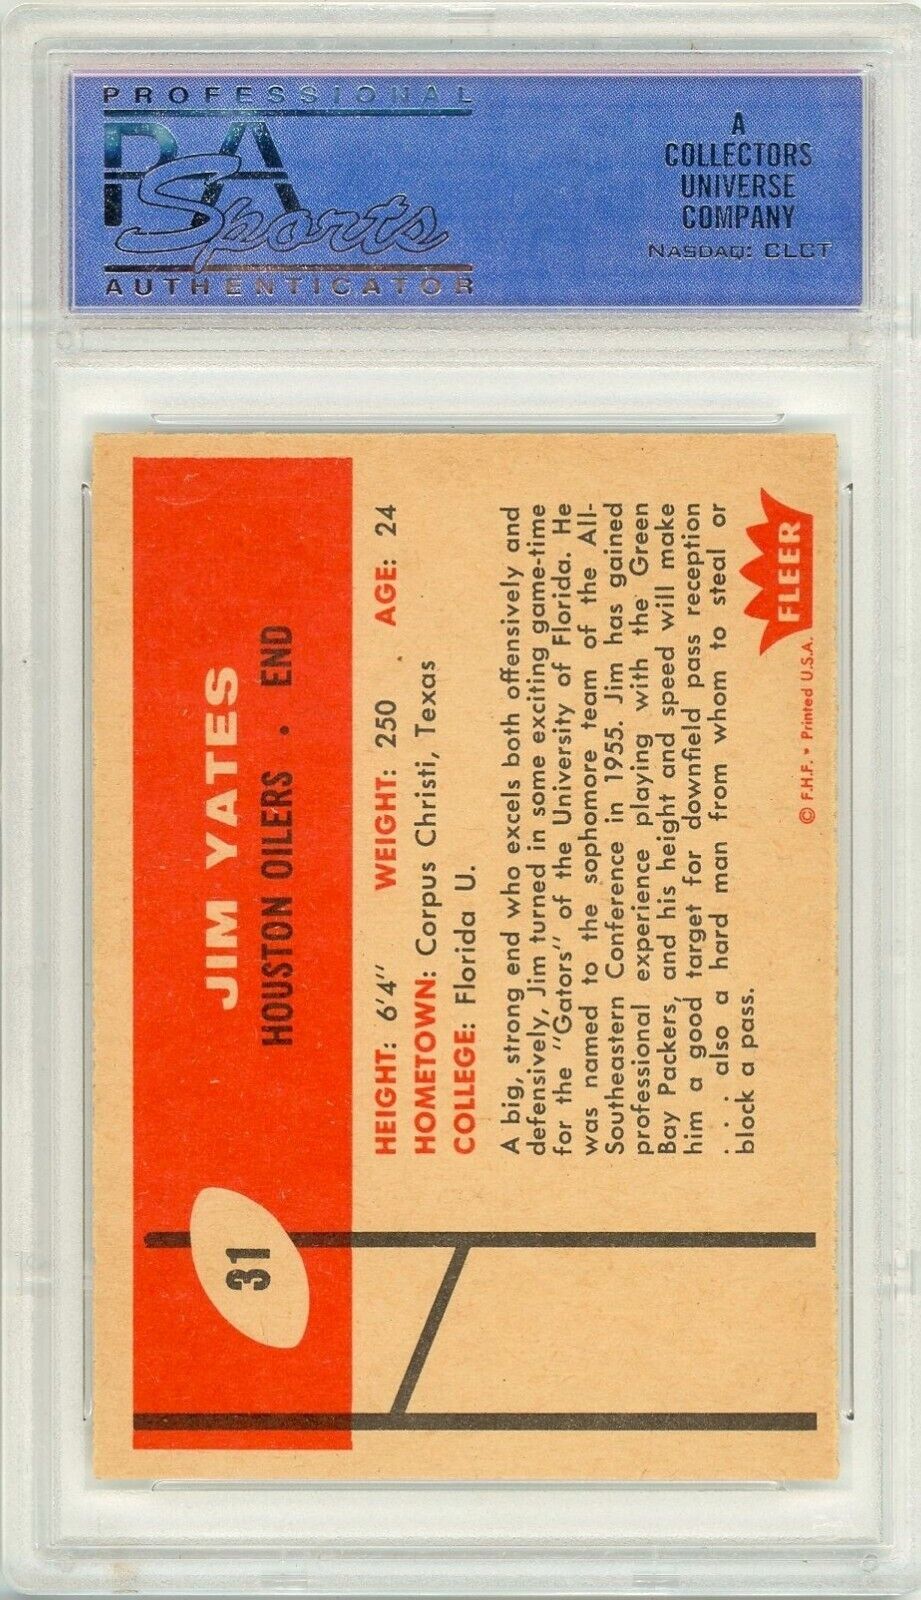 PROFESSIONAL
PSA
Sports
AUTHENTICATOR
A
COLLECTORS
UNIVERSE
COMPANY
NASDAQ: CLCT
31
JIM YATES
HOUSTON OILERS • END
HEIGHT: 6'4" WEIGHT: 250 AGE: 24
HOMETOWN: Corpus Christi, Texas
COLLEGE: Florida U.
A big, strong end who excels both offensively and
defensively, Jim turned in some exciting game-time
for the "Gators" of the University of Florida. He
was named to the sophomore team of the All-
Southeastern Conference in 1955. Jim has gained
professional experience playing with the Green
Bay Packers, and his height and speed will make
him a good target for downfield pass reception
. . . also a hard man from whom to steal or
block a pass.
FLEER
© F.H.F. • Printed U.S.A.